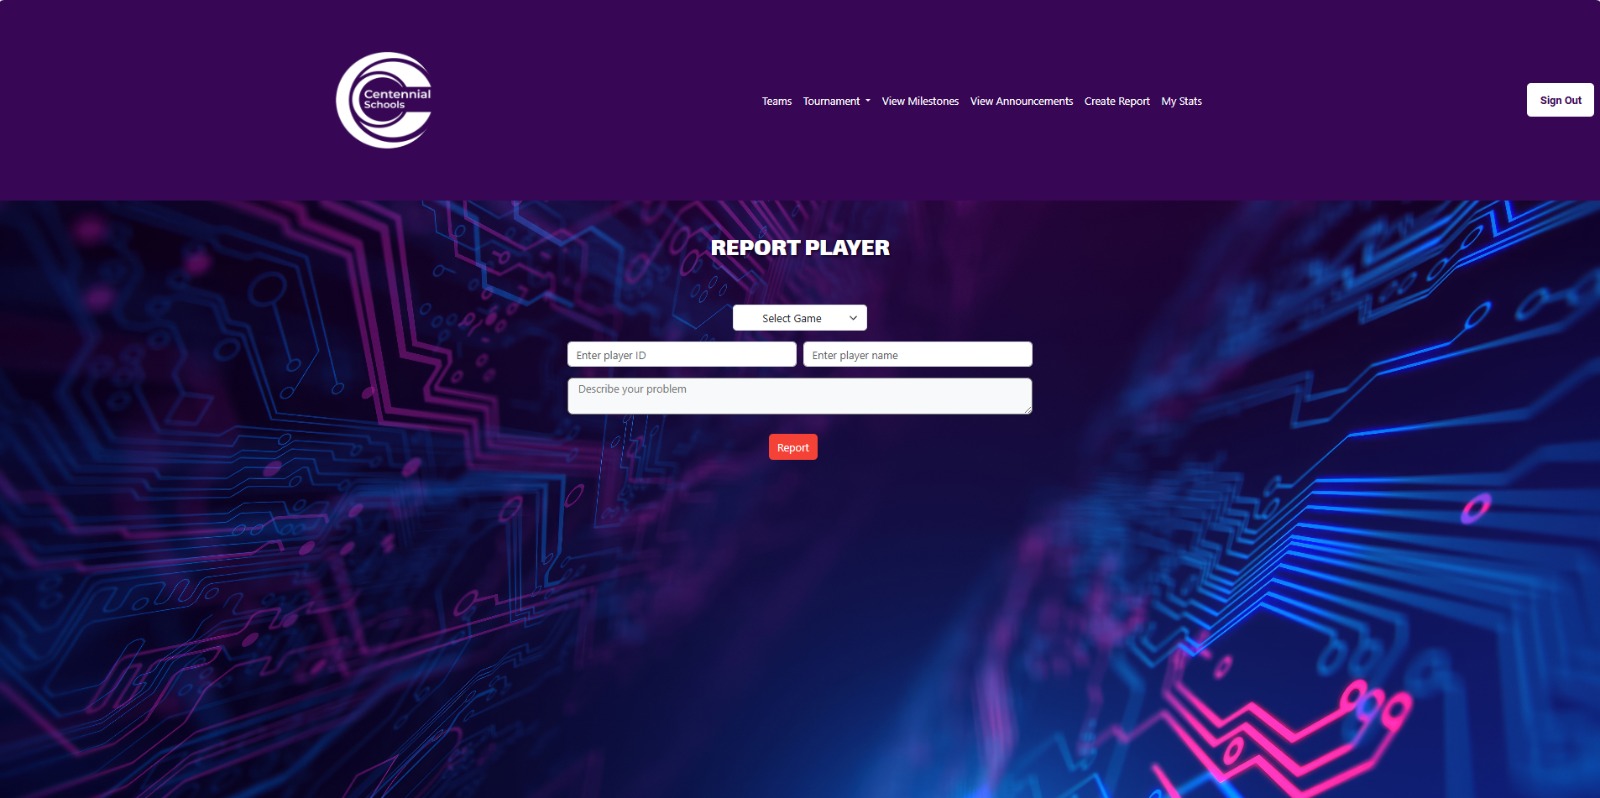 Centennial
Schools
Teams Tournament View Milestones View Announcements Create Report My Stats
Sign Out
REPORT PLAYER
Select Game
Enter player ID Enter player name
Describe your problem
Report